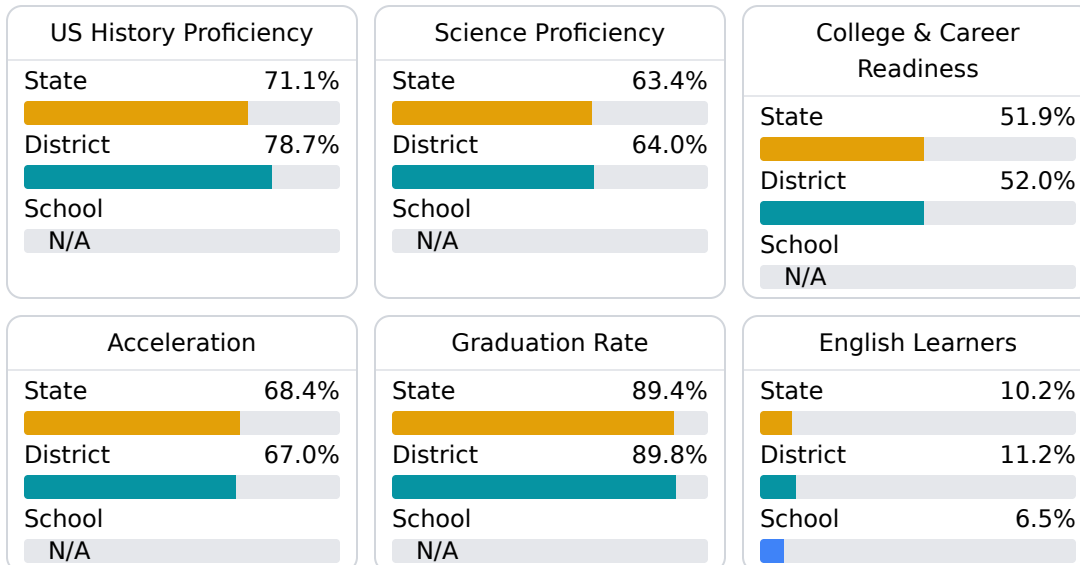 US History Proficiency
State 71.1%
District 78.7%
School
N/A
Science Proficiency
State 63.4%
District 64.0%
School
N/A
College & Career
Readiness
State 51.9%
District 52.0%
School
N/A
Acceleration
State 68.4%
District 67.0%
School
N/A
Graduation Rate
State 89.4%
District 89.8%
School
N/A
English Learners
State 10.2%
District 11.2%
School 6.5%